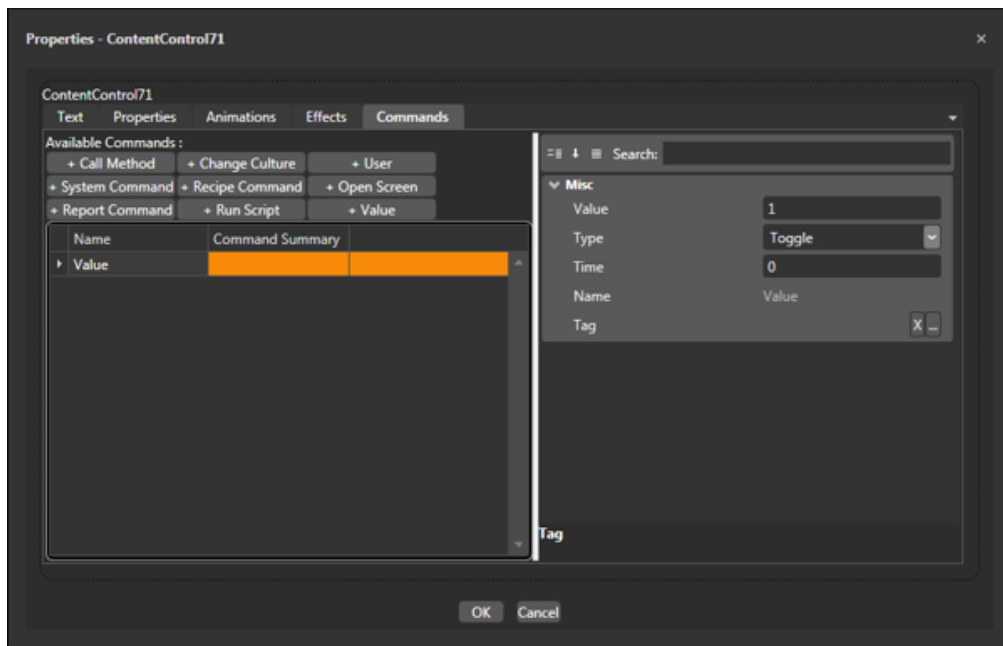 Properties - ContentControl71
ContentControl71
Text Properties Animations Effects Commands
Available Commands :
+ Call Method + Change Culture + User
+ System Command + Recipe Command + Open Screen
+ Report Command + Run Script + Value
Name Command Summary
Value
Search:
Misc
Value 1
Type Toggle
Time 0
Name Value
Tag X ...
Tag
OK Cancel